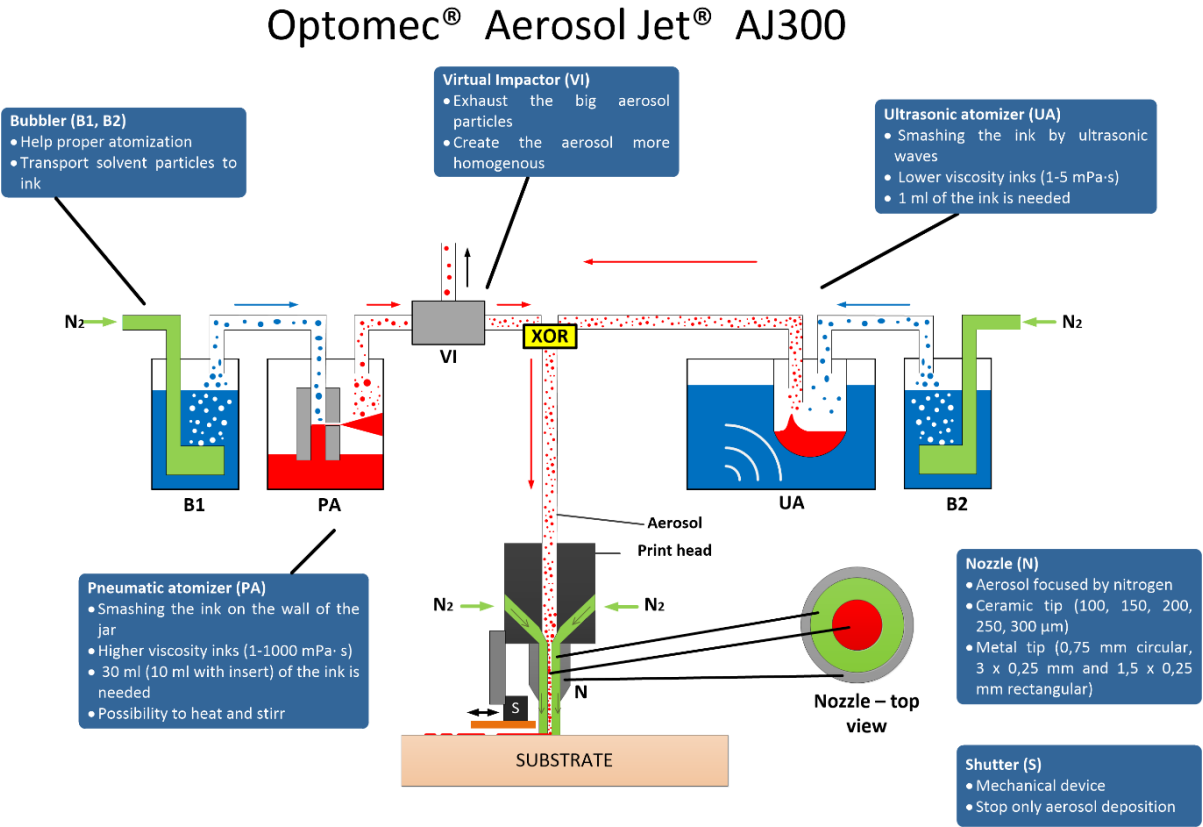 Optomec® Aerosol Jet® AJ300
Virtual Impactor (VI)
• Exhaust the big aerosol
particles
• Create the aerosol more
homogenous
Bubbler (B1, B2)
• Help proper atomization
• Transport solvent particles to
ink
Ultrasonic atomizer (UA)
• Smashing the ink by ultrasonic
waves
• Lower viscosity inks (1-5 mPa·s)
• 1 ml of the ink is needed
N₂
VI
XOR
N₂
B1
PA
UA
B2
Aerosol
Print head
N₂
N₂
N
S
SUBSTRATE
Nozzle – top
view
Pneumatic atomizer (PA)
• Smashing the ink on the wall of the
jar
• Higher viscosity inks (1-1000 mPa· s)
• 30 ml (10 ml with insert) of the ink is
needed
• Possibility to heat and stirr
Nozzle (N)
• Aerosol focused by nitrogen
• Ceramic tip (100, 150, 200,
250, 300 µm)
• Metal tip (0,75 mm circular,
3 x 0,25 mm and 1,5 x 0,25
mm rectangular)
Shutter (S)
• Mechanical device
• Stop only aerosol deposition